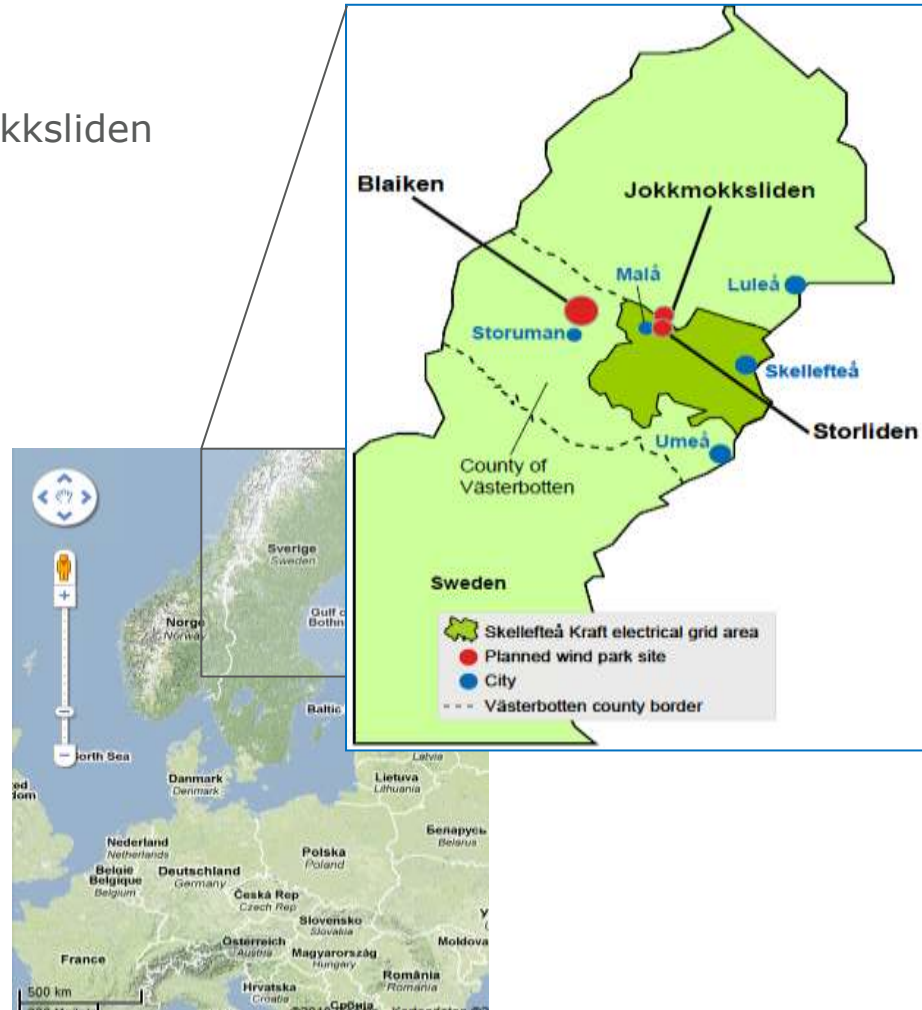 kksliden
Blaiken
Jokkmokksliden
Malå
Luleå
Storuman
Skellefteå
Storliden
Umeå
County of
Västerbotten
Sweden
Skellefteå Kraft electrical grid area
Planned wind park site
City
Västerbotten county border
Sverige
Sweden
Norge
Norway
Gulf
Bothn
Baltic
orth Sea
Latvia
Danmark
Denmark
Lietuva
Lithuania
dom
Беларусь
Belarus
Nederland
Netherlands
Polska
Poland
België
Belgique
Belgium
Deutschland
Germany
Česká Rep
Czech Rep
Slovensko
Slovakia
Österreich
Austria
Magyarország
Hungary
Moldova
France
România
Romania
Hrvatska
Croatia
500 km